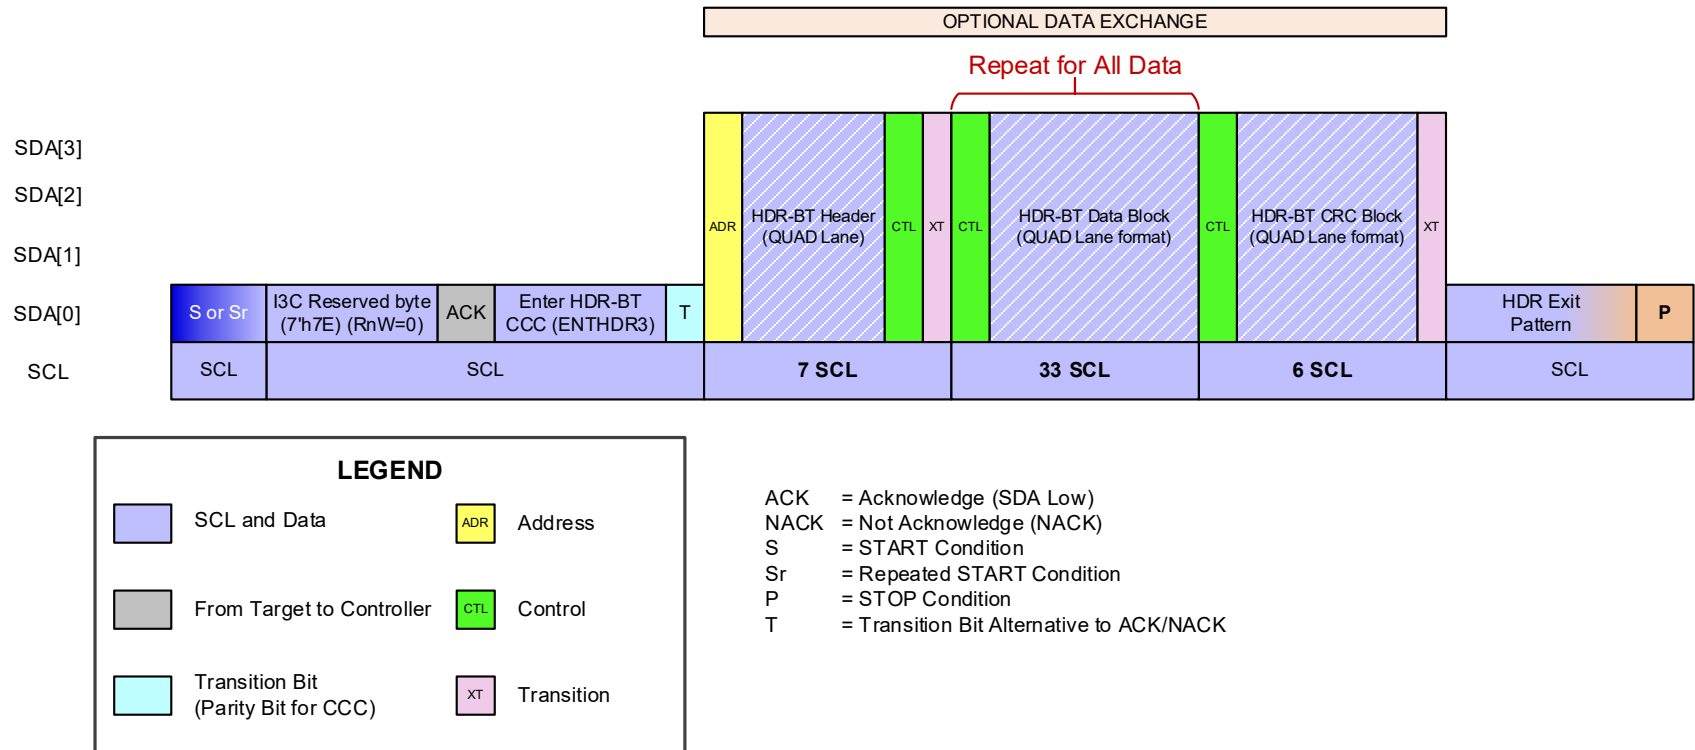 OPTIONAL DATA EXCHANGE
Repeat for All Data
SDA[3]
SDA[2]
SDA[1]
SDA[0]
SCL
S or Sr
I3C Reserved byte
(7'h7E) (RnW=0)
ACK
Enter HDR-BT
CCC (ENTHDR3)
T
ADR
HDR-BT Header
(QUAD Lane)
CTL
XT
CTL
HDR-BT Data Block
(QUAD Lane format)
CTL
HDR-BT CRC Block
(QUAD Lane format)
XT
HDR Exit
Pattern
P
SCL
SCL
7 SCL
33 SCL
6 SCL
SCL
LEGEND
SCL and Data
ADR Address
From Target to Controller
CTL Control
Transition Bit
(Parity Bit for CCC)
XT Transition
ACK = Acknowledge (SDA Low)
NACK = Not Acknowledge (NACK)
S = START Condition
Sr = Repeated START Condition
P = STOP Condition
T = Transition Bit Alternative to ACK/NACK